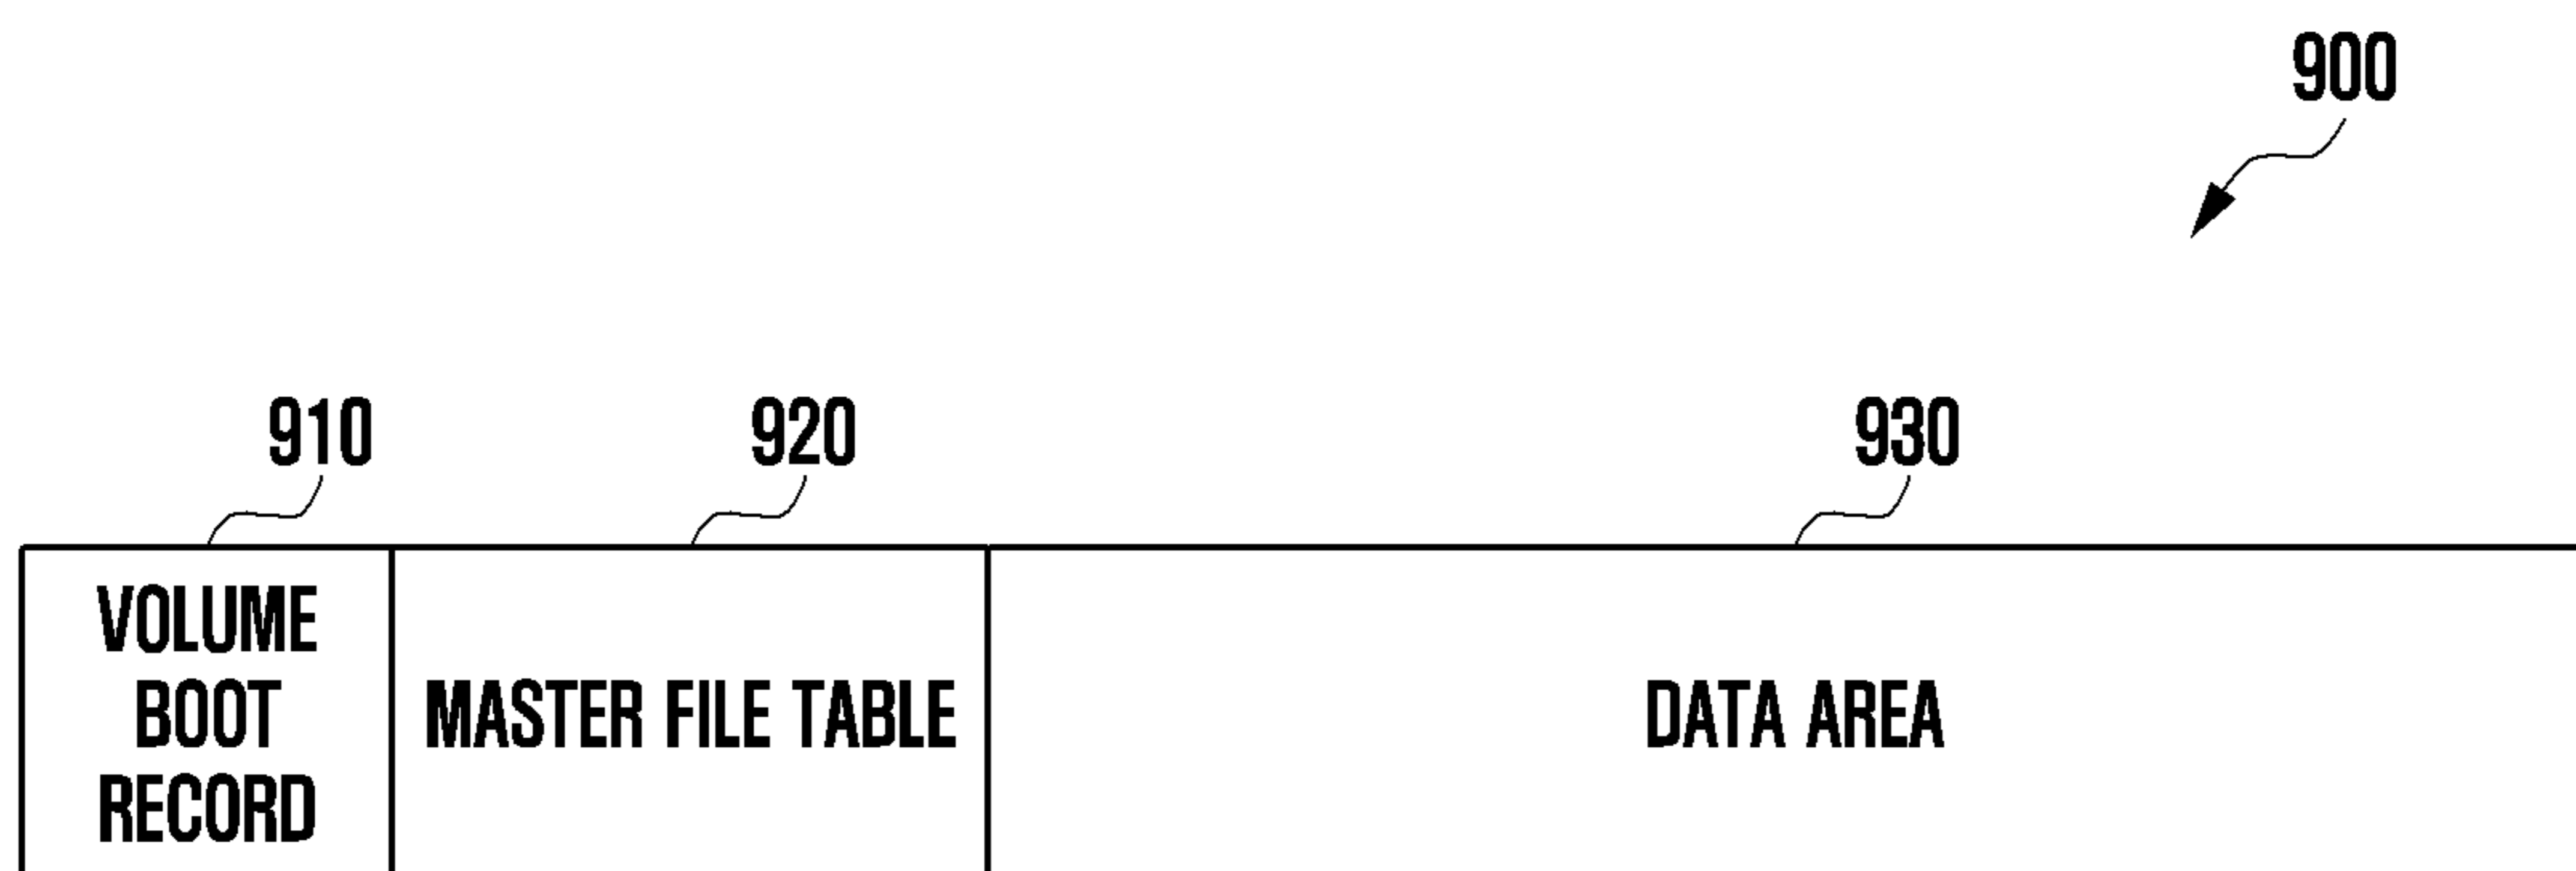 900
910
920
930
VOLUME
BOOT
RECORD
MASTER FILE TABLE
DATA AREA